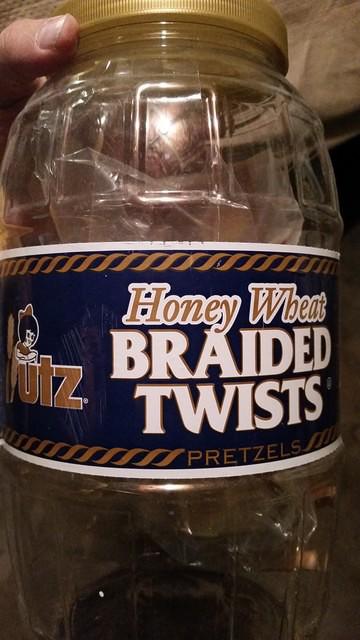 Utz®
Honey Wheat
BRAIDED
TWISTS®
PRETZELS